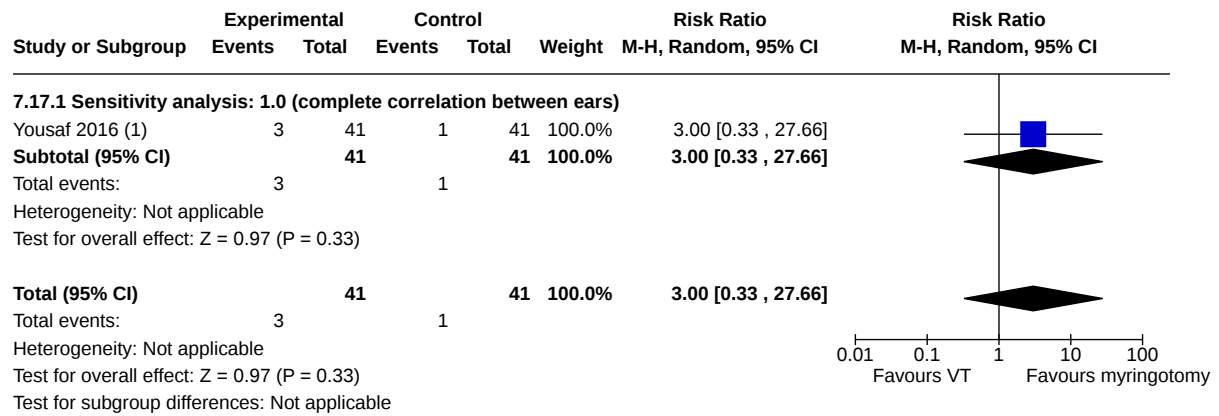 Experimental Control Risk Ratio Risk Ratio
Study or Subgroup Events Total Events Total Weight M-H, Random, 95% CI M-H, Random, 95% CI
7.17.1 Sensitivity analysis: 1.0 (complete correlation between ears)
Yousaf 2016 (1) 3 41 1 41 100.0% 3.00 [0.33 , 27.66]
Subtotal (95% CI) 41 41 100.0% 3.00 [0.33 , 27.66]
Total events: 3 1
Heterogeneity: Not applicable
Test for overall effect: Z = 0.97 (P = 0.33)
Total (95% CI) 41 41 100.0% 3.00 [0.33 , 27.66]
Total events: 3 1
Heterogeneity: Not applicable
Test for overall effect: Z = 0.97 (P = 0.33)
Test for subgroup differences: Not applicable
0.01 0.1 1 10 100
Favours VT Favours myringotomy